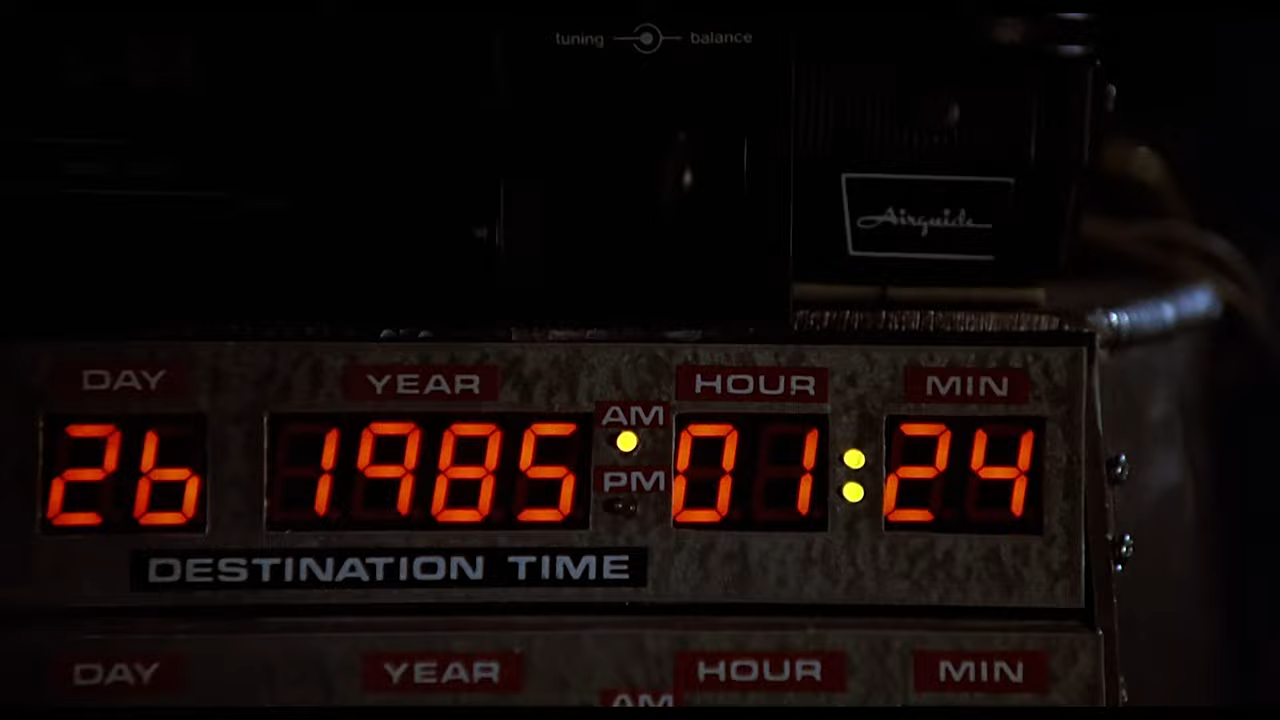 tuning balance
Airguide
DAY YEAR HOUR MIN
AM
26 1985 01:24
PM
DESTINATION TIME
DAY YEAR HOUR MIN
AM